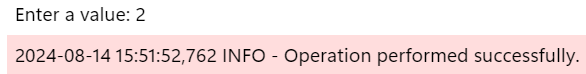 Enter a value: 2
2024-08-14 15:51:52,762 INFO - Operation performed successfully.